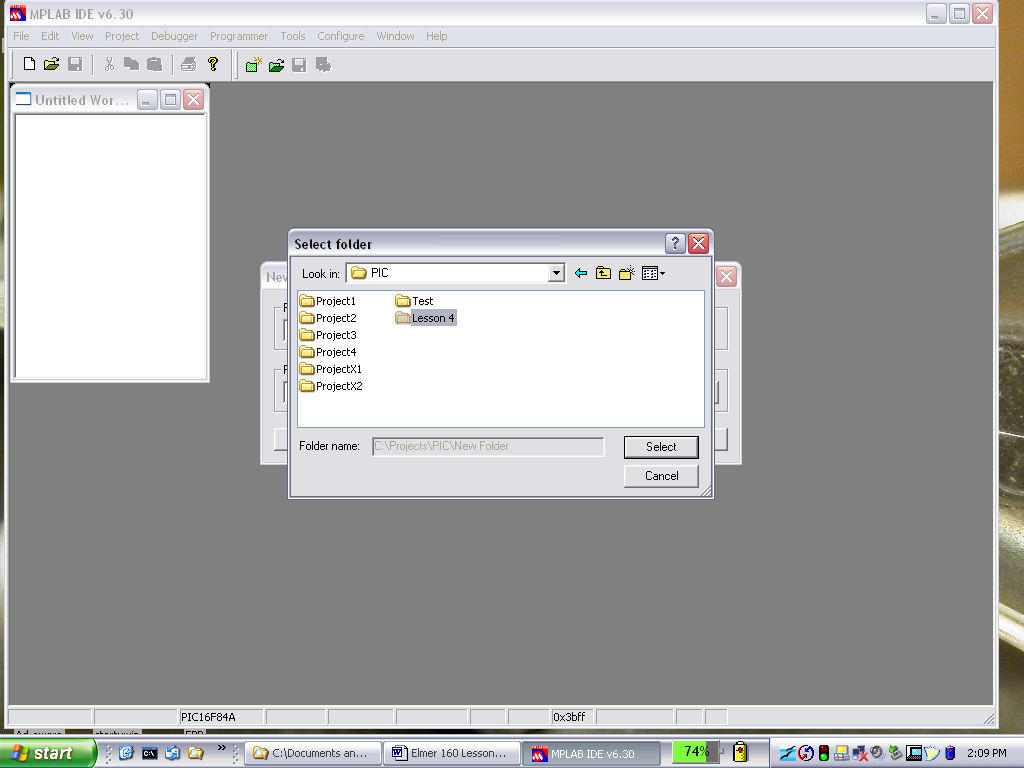 MPLAB IDE v6.30
File Edit View Project Debugger Programmer Tools Configure Window Help
Untitled Wor...
Select folder
New
Look in: PIC
Project1 Test
Project2 Lesson 4
Project3
Project4
ProjectX1
ProjectX2
Folder name: C:\Projects\PIC\New Folder Select
Cancel
PIC16F84A 0x3bff
start C:\ C:\Documents an... Elmer 160 Lesson... MPLAB IDE v6.30 74% 2:09 PM